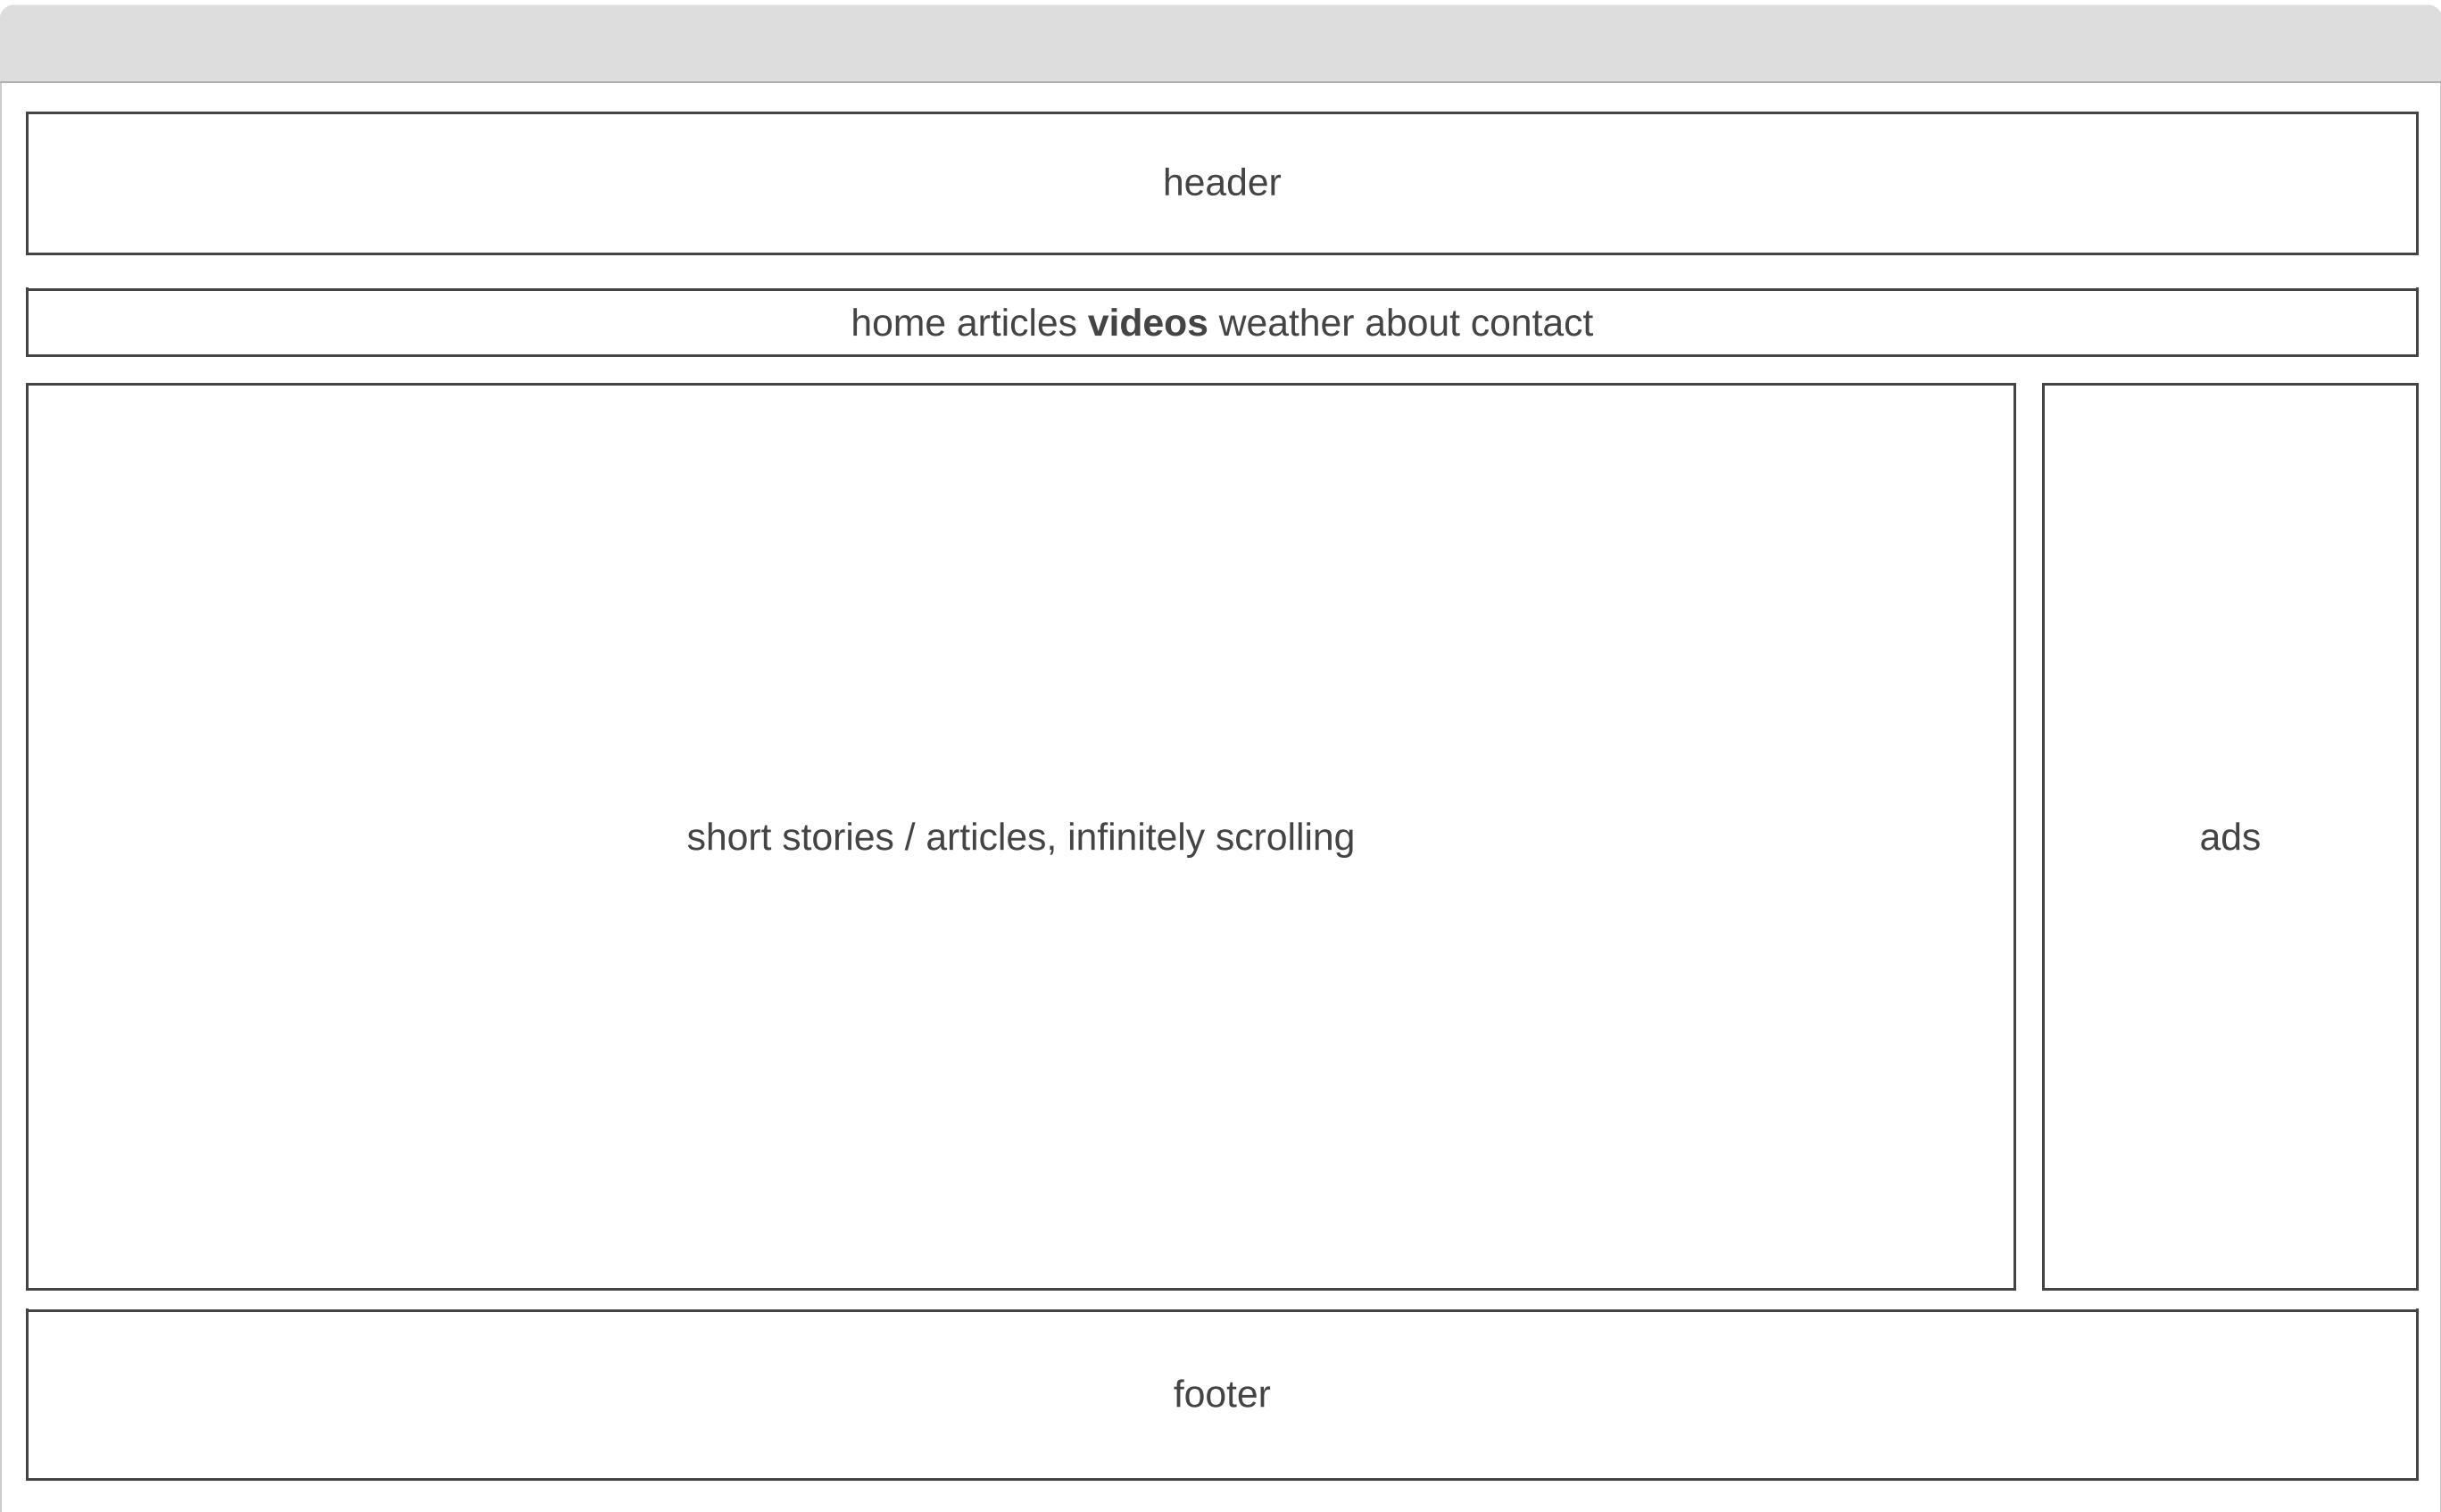 header
home articles videos weather about contact
short stories / articles, infinitely scrolling
ads
footer